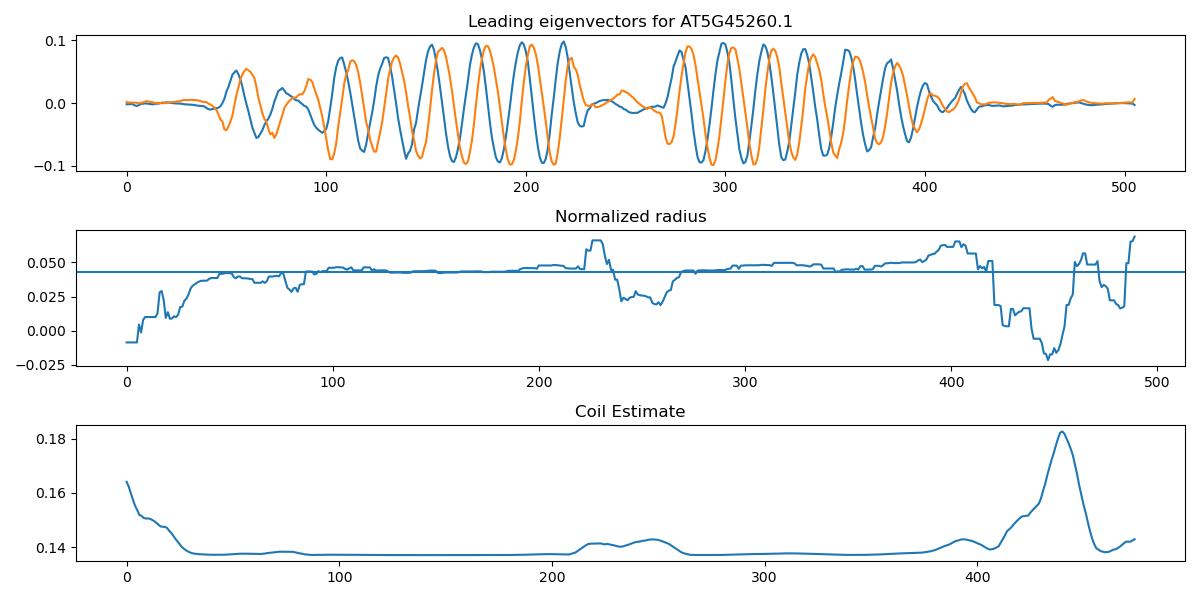 Leading eigenvectors for AT5G45260.1
0.1
0.0
−0.1
0 100 200 300 400 500
Normalized radius
0.050
0.025
0.000
−0.025
0 100 200 300 400 500
Coil Estimate
0.18
0.16
0.14
0 100 200 300 400